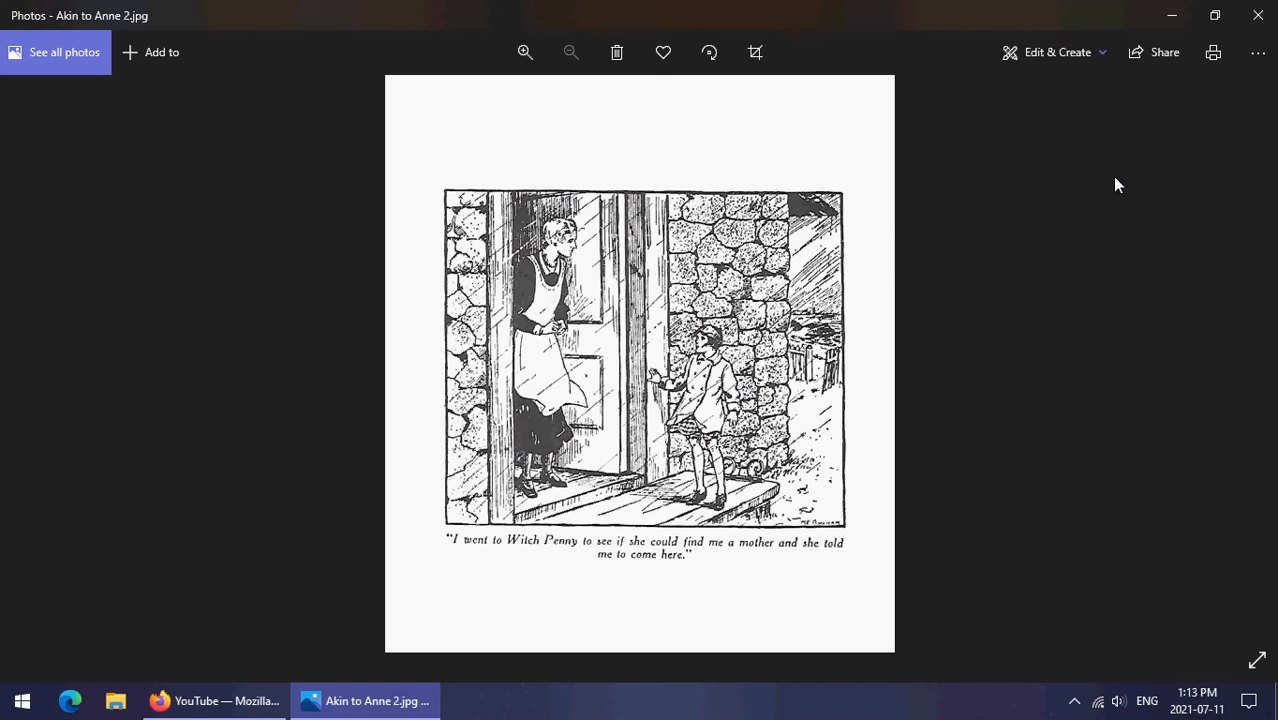 Photos - Akin to Anne 2.jpg
See all photos
Add to
Edit & Create
Share
"I went to Witch Penny to see if she could find me a mother and she told
me to come here."
YouTube — Mozilla...
Akin to Anne 2.jpg ...
ENG
1:13 PM
2021-07-11